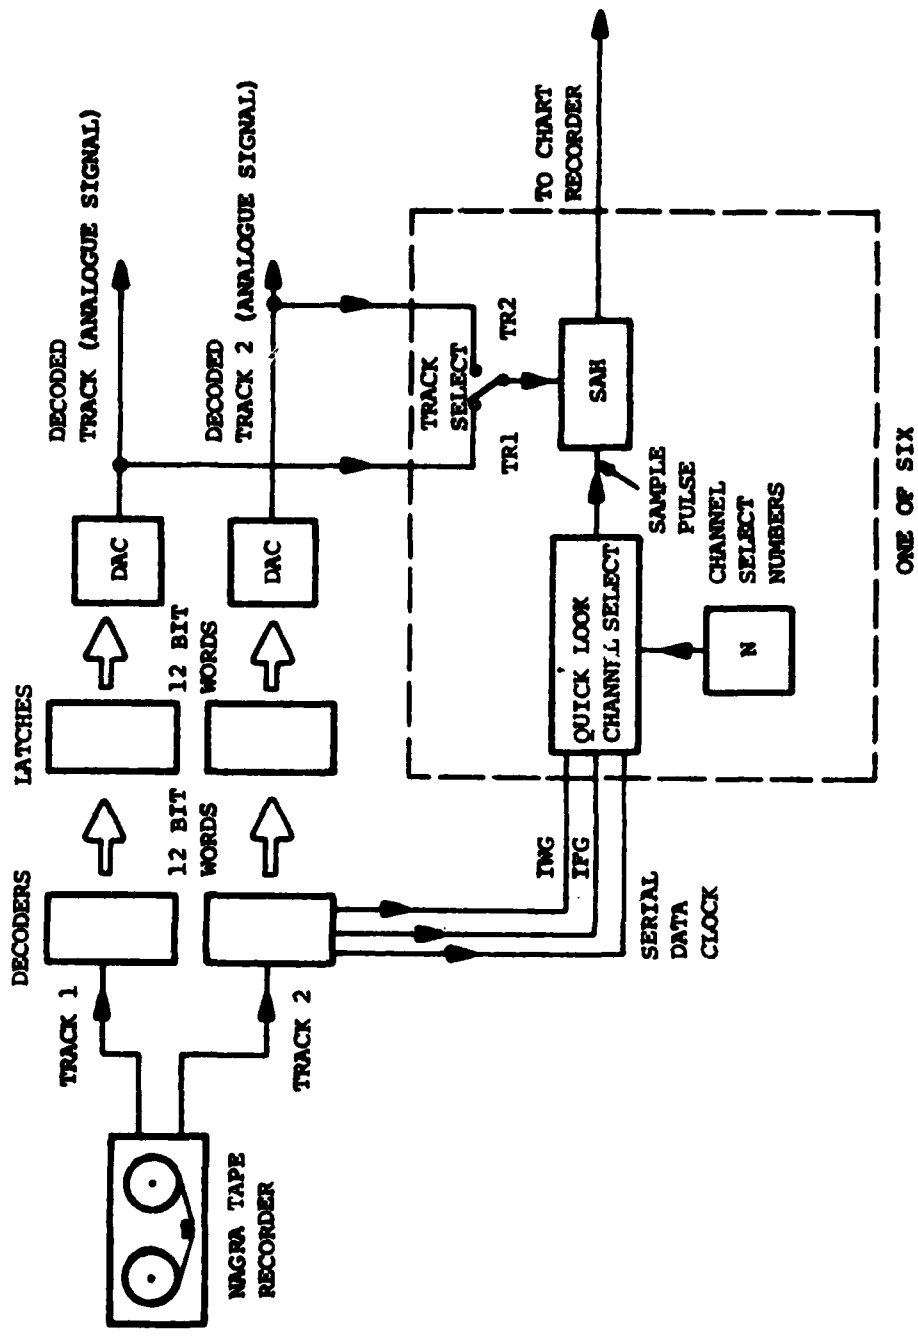 NAGRA TAPE
RECORDER
TRACK 1
TRACK 2
DECODERS
12 BIT
WORDS
LATCHES
12 BIT
WORDS
DAC
DAC
DECODED
TRACK (ANALOGUE SIGNAL)
DECODED
TRACK 2 (ANALOGUE SIGNAL)
TRACK
SELECT
TR1
TR2
IWG
IFG
SERIAL
DATA
CLOCK
QUICK LOOK
CHANNEL SELECT
SAMPLE
PULSE
SAH
N
CHANNEL
SELECT
NUMBERS
TO CHART
RECORDER
ONE OF SIX